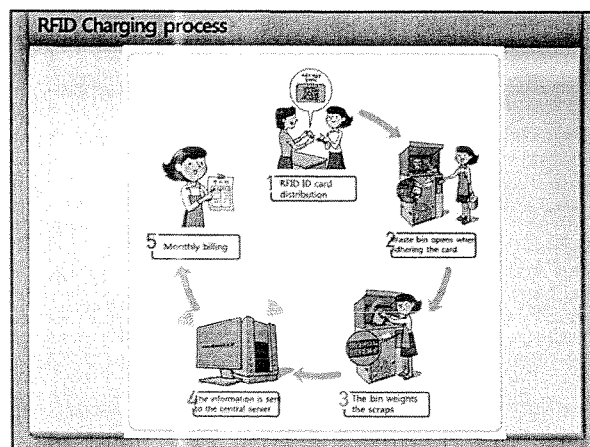 RFID Charging process
1 RFID ID card
distribution
2 Waste bin opens when
adhering the card
3 The bin weights
the scraps
4 The information is sent
to the central server
5 Monthly billing